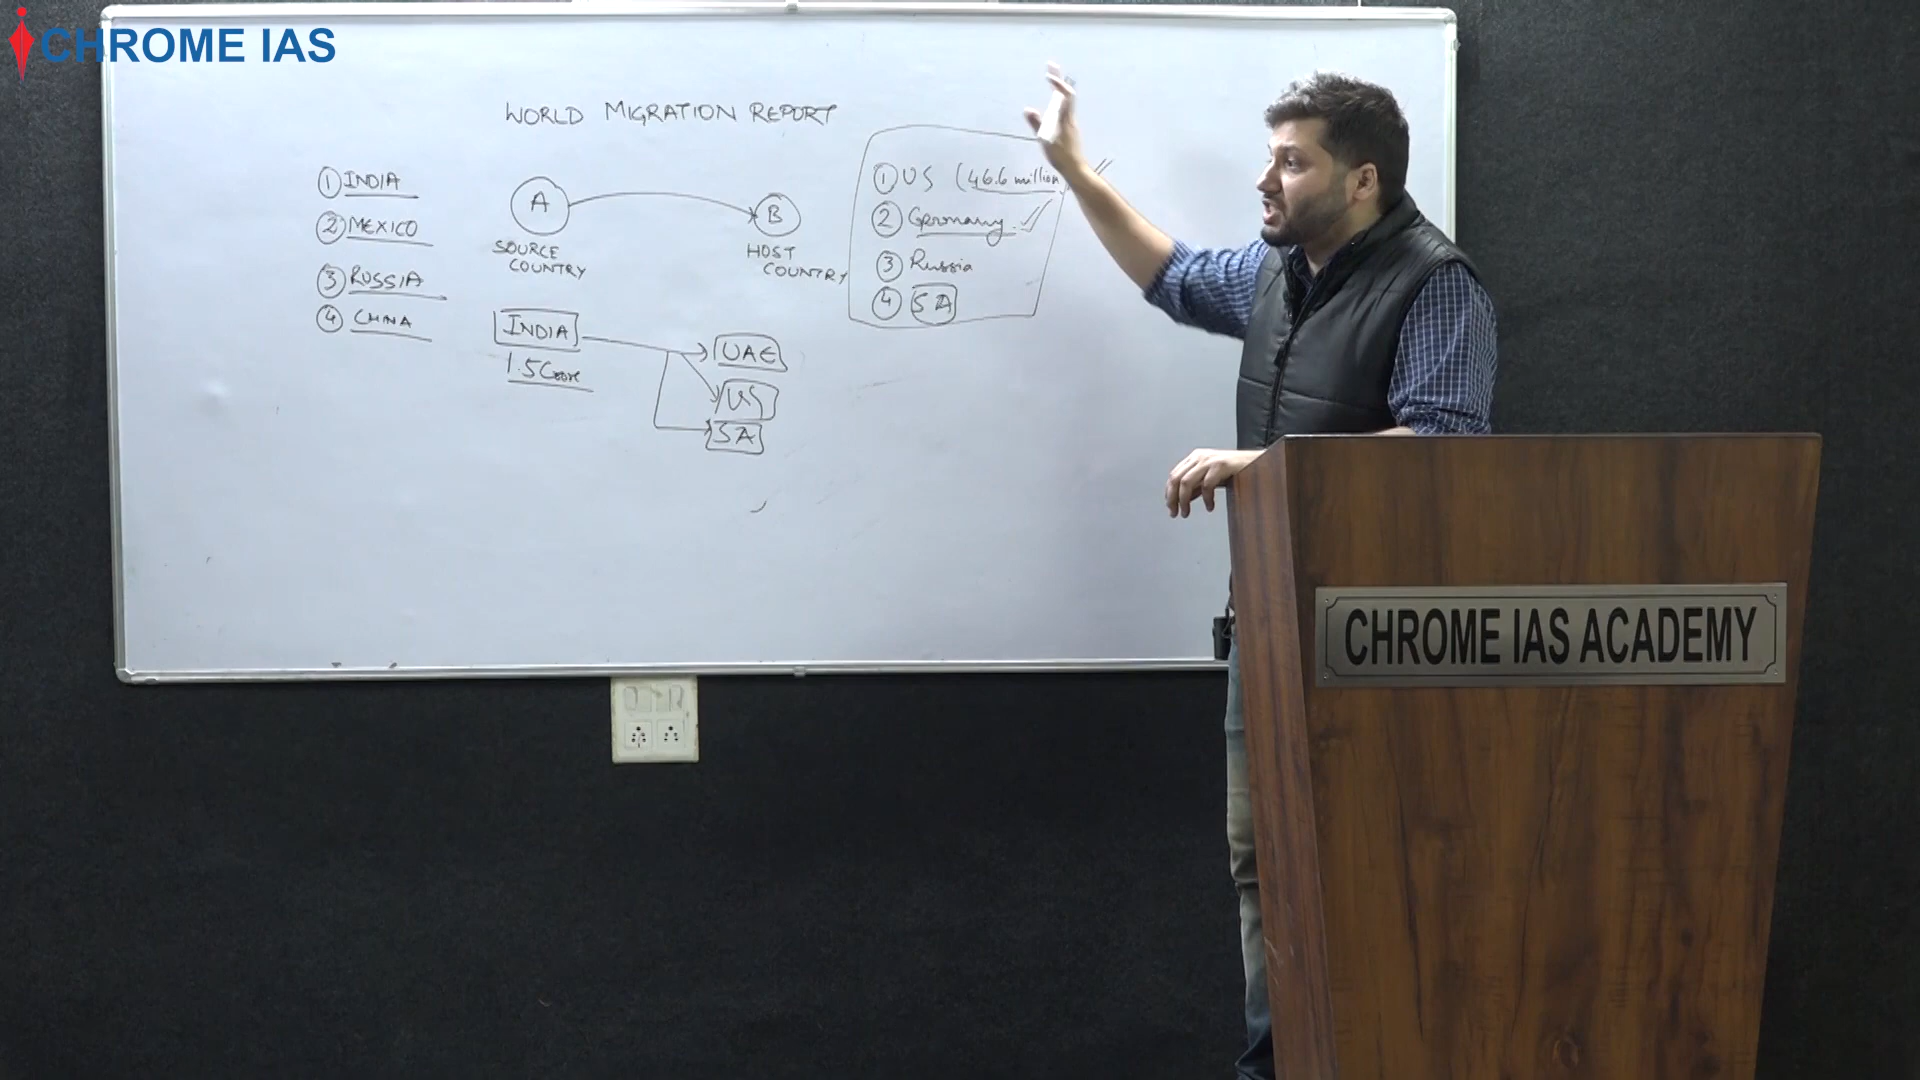 CHROME IAS
WORLD MIGRATION REPORT
① INDIA
② MEXICO
③ RUSSIA
④ CHINA
A
B
SOURCE
COUNTRY
HOST
COUNTRY
INDIA
1.5 Crore
UAE
US
SA
① US (46.6 million)
② Germany
③ Russia
④ SA
CHROME IAS ACADEMY